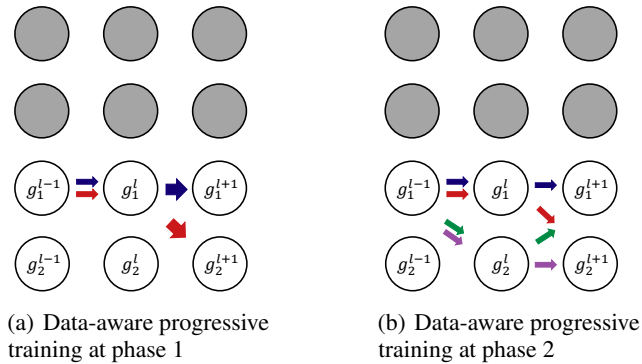 g_1^{l-1} g_1^l g_1^{l+1} g_1^{l-1} g_1^l g_1^{l+1}
g_2^{l-1} g_2^l g_2^{l+1} g_2^{l-1} g_2^l g_2^{l+1}
(a) Data-aware progressive
training at phase 1
(b) Data-aware progressive
training at phase 2